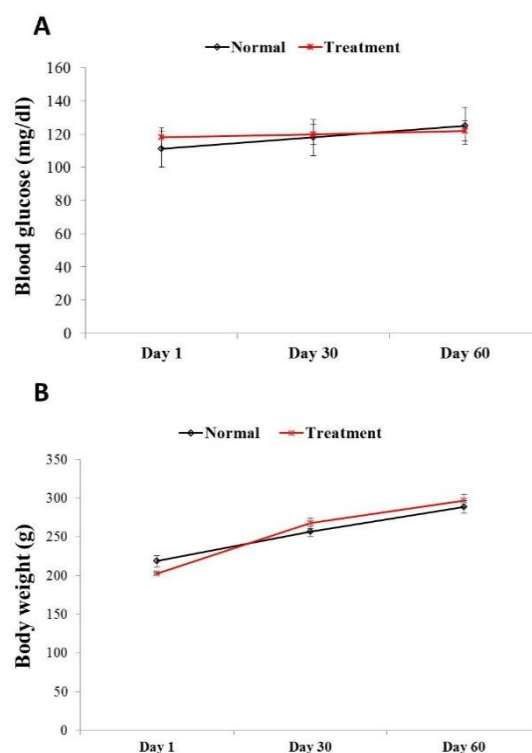 A
Normal Treatment
Blood glucose (mg/dl)
160
140
120
100
80
60
40
20
0
Day 1 Day 30 Day 60
B
Normal Treatment
Body weight (g)
350
300
250
200
150
100
50
0
Day 1 Day 30 Day 60